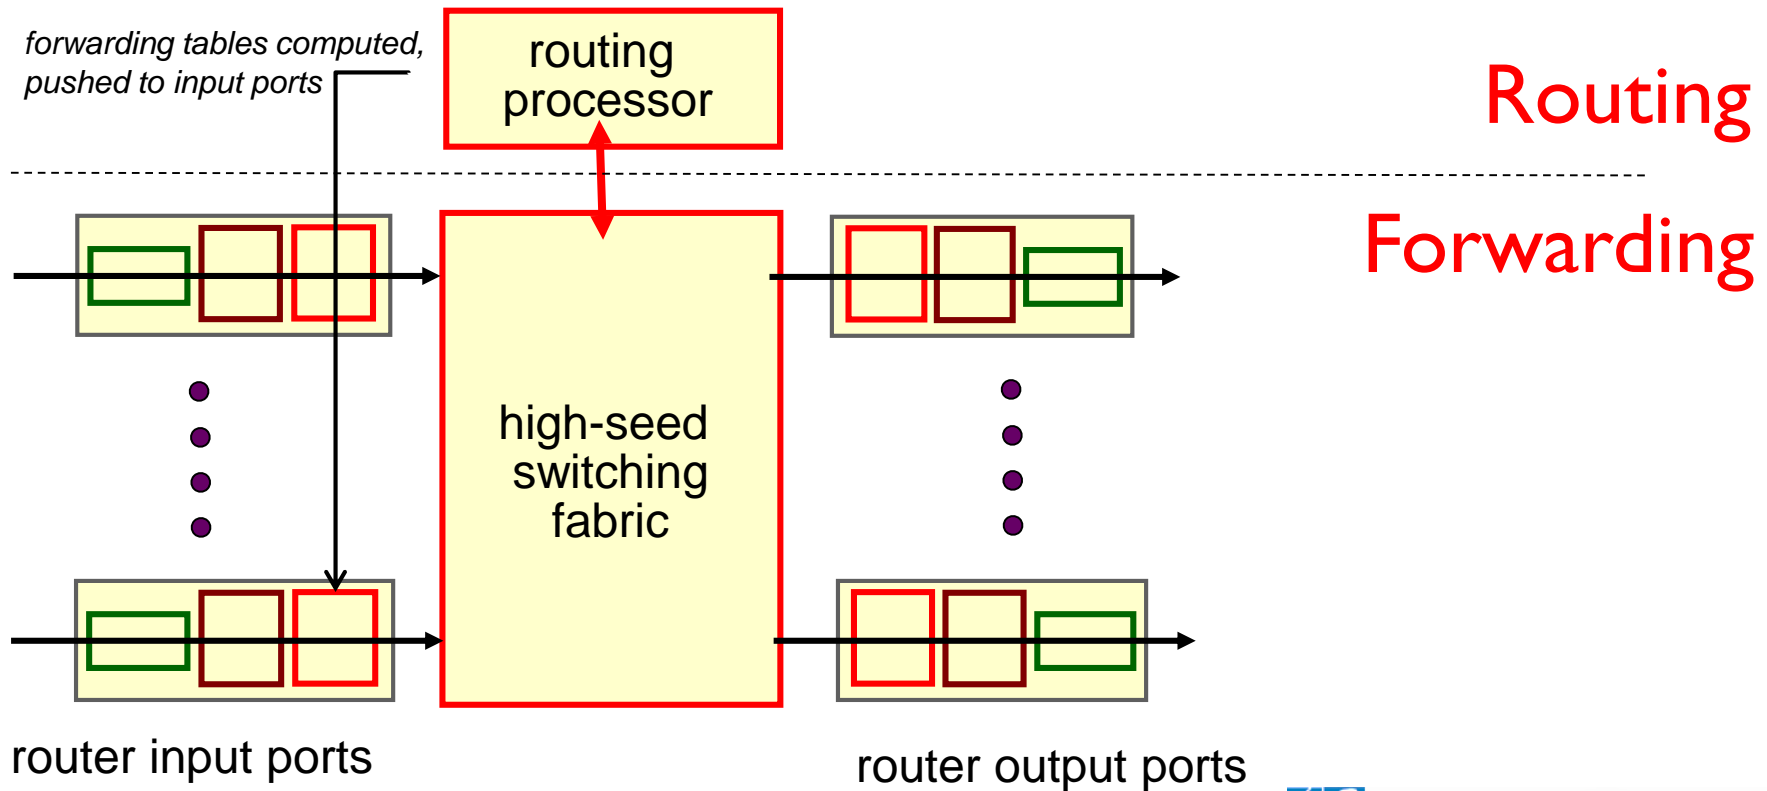 forwarding tables computed,
pushed to input ports
routing
processor
Routing
Forwarding
high-seed
switching
fabric
router input ports
router output ports